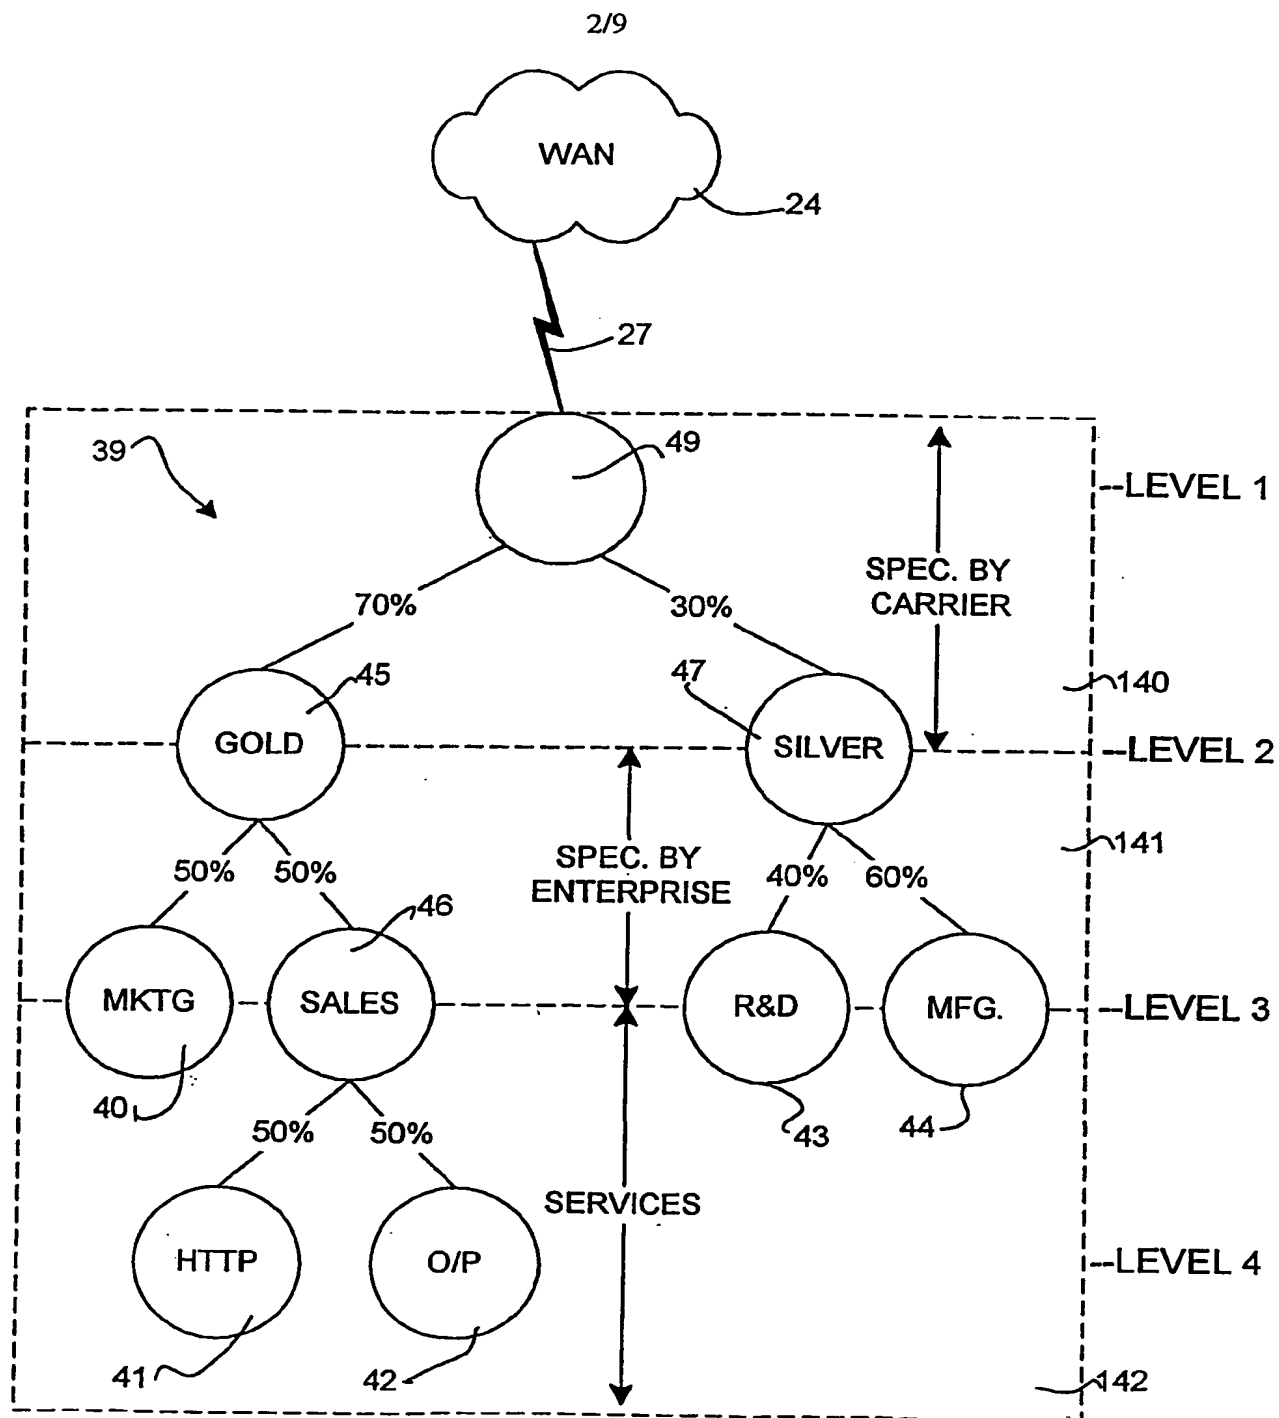 2/9
WAN
24
27
39
49
--LEVEL 1
SPEC. BY
CARRIER
70%
30%
45
47
140
GOLD
SILVER
--LEVEL 2
141
50%
50%
SPEC. BY
ENTERPRISE
40%
60%
46
MKTG
SALES
R&D
MFG.
--LEVEL 3
40
43
44
50%
50%
SERVICES
HTTP
O/P
--LEVEL 4
41
42
142